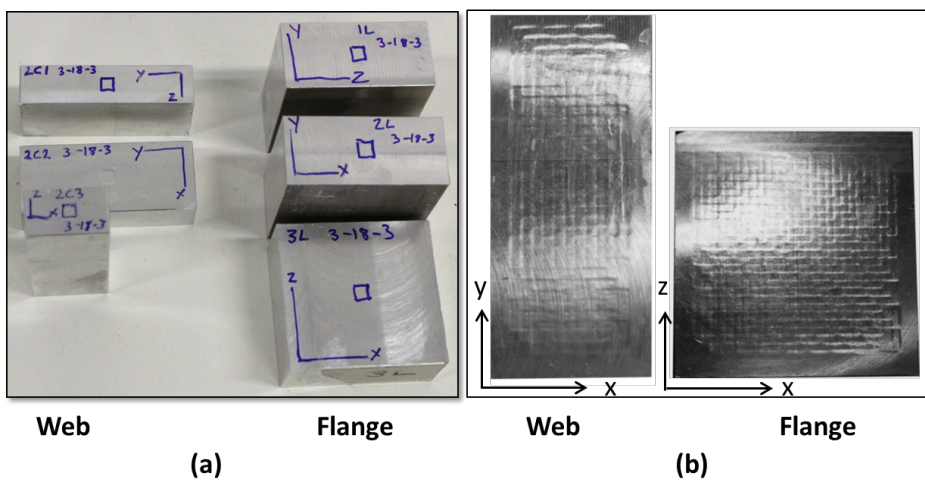 2C1 3-18-3
Y
Z
2C2 3-18-3
Y
X
Z 2C3
X
3-18-3
Y
1L
3-18-3
Z
Y
2L
3-18-3
X
3L 3-18-3
Z
X
3L
y
x
z
x
Web
Flange
Web
Flange
(a)
(b)